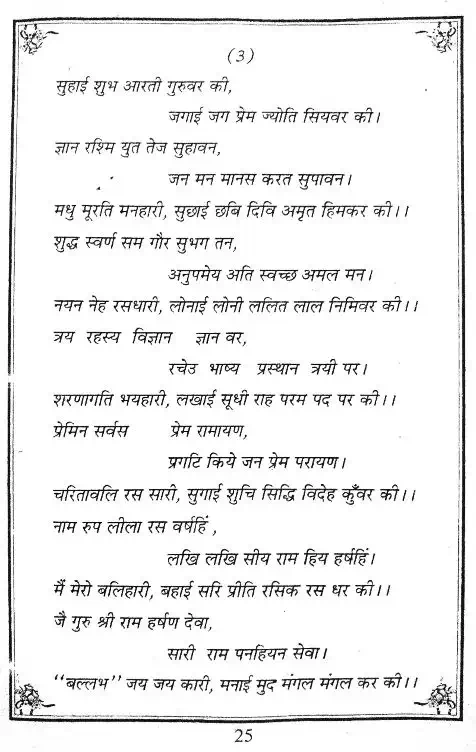 (3)
सुहाई शुभ आरती गुरुवर की,
जगाई जग प्रेम ज्योति सियवर की।
ज्ञान रश्मि युत तेज सुहावन,
जन मन मानस करत सुपावन।
मधु मूरति मनहारी, सुछाई छबि दिवि अमृत हिमकर की।।
शुद्ध स्वर्ण सम गौर सुभग तन,
अनुपमेय अति स्वच्छ अमल मन।
नयन नेह रसधारी, लोनाई लोनी ललित लाल निमिवर की।।
त्रय रहस्य विज्ञान ज्ञान वर,
रचेउ भाष्य प्रस्थान त्रयी पर।
शरणागति भयहारी, लखाई सूधी राह परम पद पर की।।
प्रेमिन सर्वस प्रेम रामायण,
प्रगटि किये जन प्रेम परायण।
चरितावलि रस सारी, सुगाई शुचि सिद्धि विदेह कुँवर की।।
नाम रुप लीला रस वर्षहिं,
लखि लखि सीय राम हिय हर्षहिं।
मैं मेरो बलिहारी, बहाई सरि प्रीति रसिक रस धर की।।
जै गुरु श्री राम हर्षण देवा,
सारी राम पनहियन सेवा।
“बल्लभ” जय जय कारी, मनाई मुद मंगल मंगल कर की।।
25